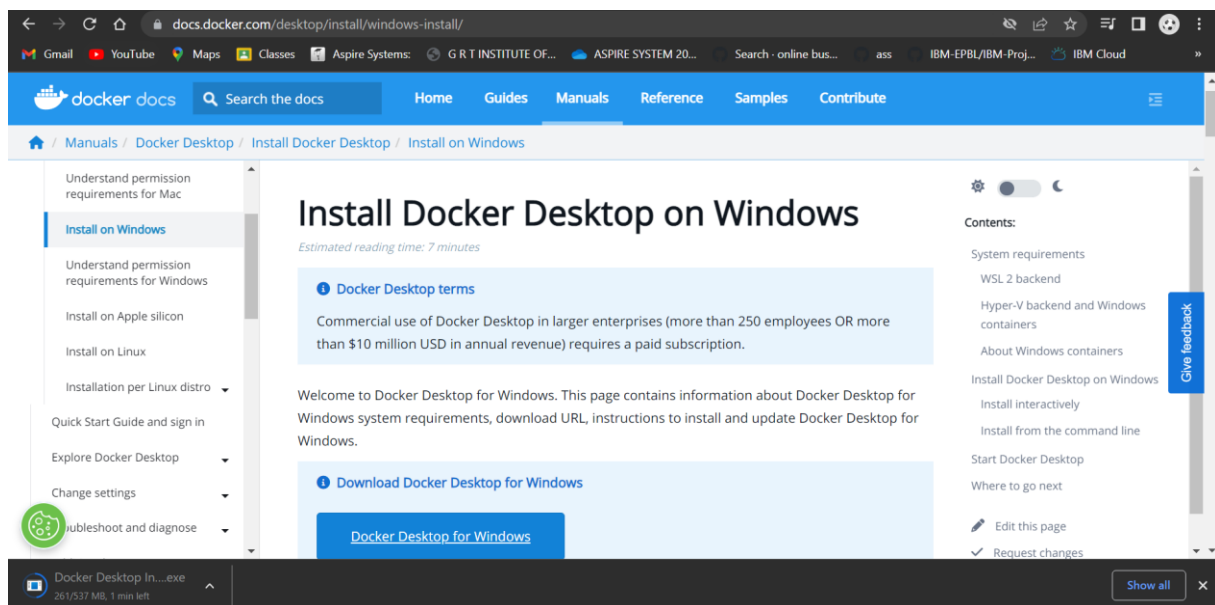 docs.docker.com/desktop/install/windows-install/
Gmail YouTube Maps Classes Aspire Systems: G R T INSTITUTE OF... ASPIRE SYSTEM 20... Search · online bus... ass IBM-EPBL/IBM-Proj... IBM Cloud »
docker docs Search the docs Home Guides Manuals Reference Samples Contribute
/ Manuals / Docker Desktop / Install Docker Desktop / Install on Windows
Understand permission
requirements for Mac
Install on Windows
Understand permission
requirements for Windows
Install on Apple silicon
Install on Linux
Installation per Linux distro
Quick Start Guide and sign in
Explore Docker Desktop
Change settings
ubleshoot and diagnose
Install Docker Desktop on Windows
Estimated reading time: 7 minutes
Docker Desktop terms
Commercial use of Docker Desktop in larger enterprises (more than 250 employees OR more
than $10 million USD in annual revenue) requires a paid subscription.
Welcome to Docker Desktop for Windows. This page contains information about Docker Desktop for
Windows system requirements, download URL, instructions to install and update Docker Desktop for
Windows.
Download Docker Desktop for Windows
Docker Desktop for Windows
Contents:
System requirements
WSL 2 backend
Hyper-V backend and Windows
containers
About Windows containers
Install Docker Desktop on Windows
Install interactively
Install from the command line
Start Docker Desktop
Where to go next
Edit this page
Request changes
Give feedback
Docker Desktop In....exe
261/537 MB, 1 min left
Show all